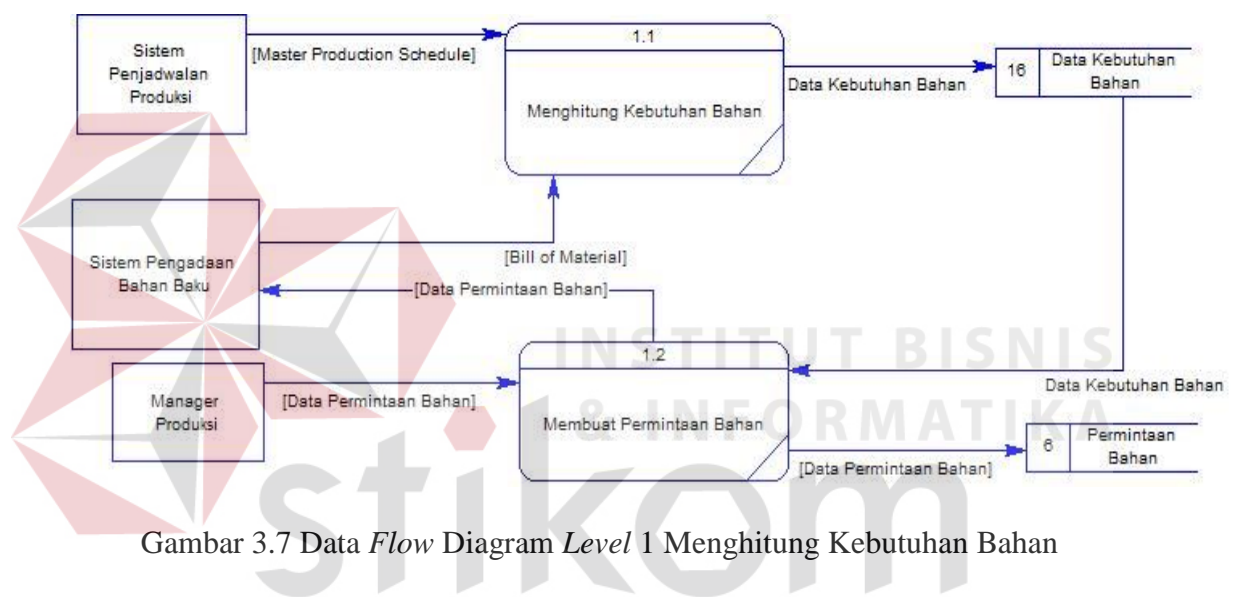 Sistem
Penjadwalan
Produksi
[Master Production Schedule]
1.1
Menghitung Kebutuhan Bahan
Data Kebutuhan Bahan
16
Data Kebutuhan
Bahan
Sistem Pengadaan
Bahan Baku
[Bill of Material]
[Data Permintaan Bahan]
INSTITUT BISNIS
& INFORMATIKA
stikom
1.2
Membuat Permintaan Bahan
Data Kebutuhan Bahan
Manager
Produksi
[Data Permintaan Bahan]
[Data Permintaan Bahan]
6
Permintaan
Bahan
Gambar 3.7 Data Flow Diagram Level 1 Menghitung Kebutuhan Bahan